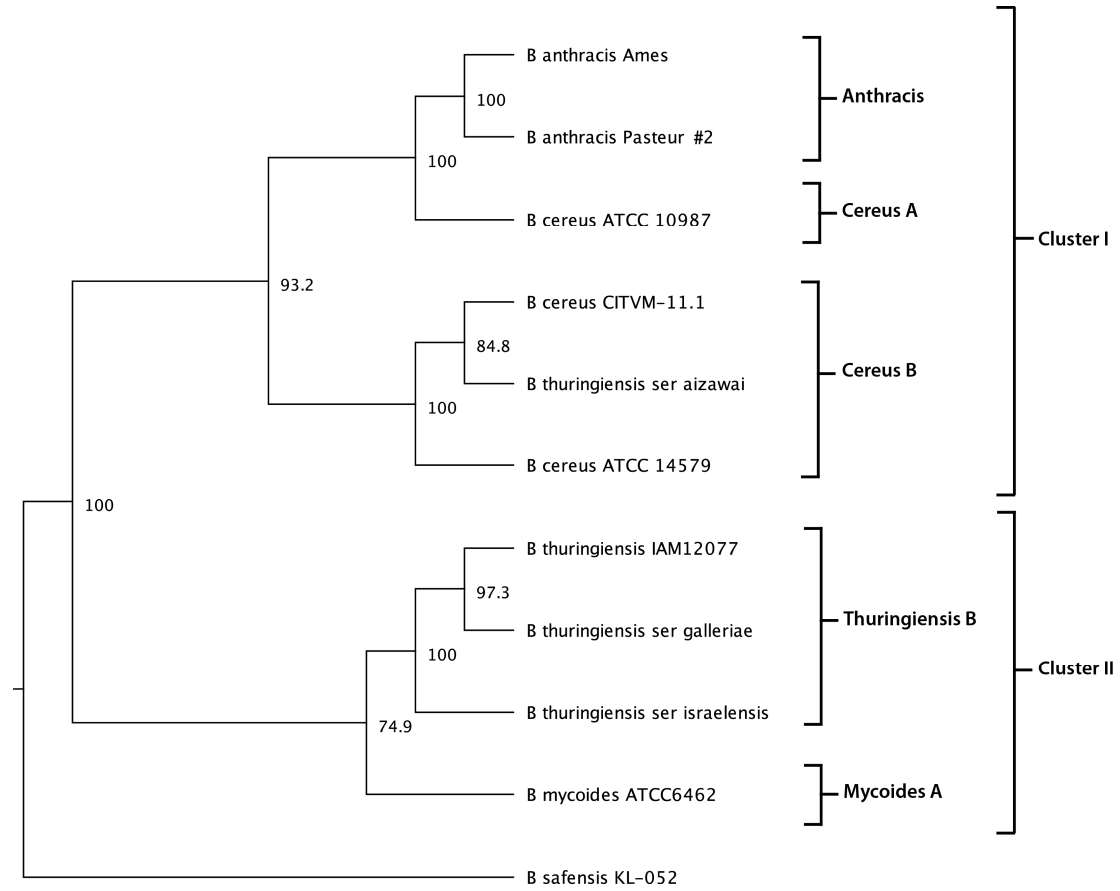 B anthracis Ames
100
Anthracis
B anthracis Pasteur #2
100
B cereus ATCC 10987
Cereus A
Cluster I
93.2
B cereus CITVM-11.1
84.8
Cereus B
B thuringiensis ser aizawai
100
B cereus ATCC 14579
100
B thuringiensis IAM12077
97.3
Thuringiensis B
B thuringiensis ser galleriae
100
Cluster II
B thuringiensis ser israelensis
74.9
B mycoides ATCC6462
Mycoides A
B safensis KL-052